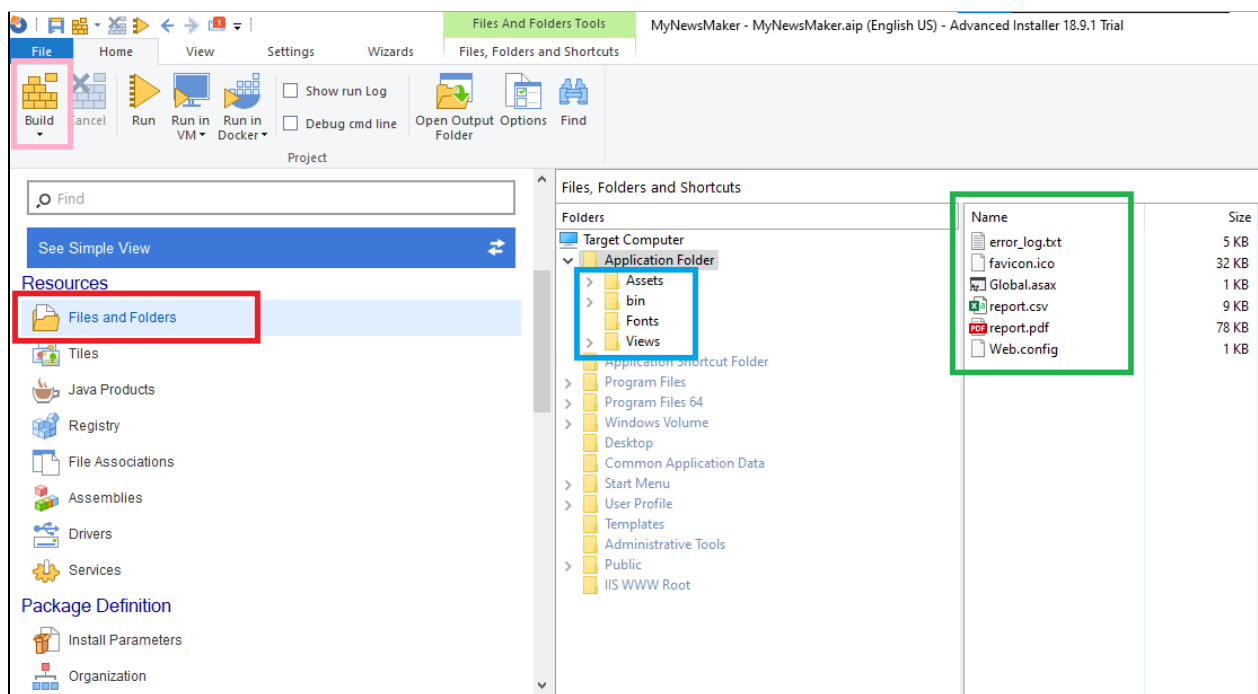 Files And Folders Tools
MyNewsMaker - MyNewsMaker.aip (English US) - Advanced Installer 18.9.1 Trial
File Home View Settings Wizards Files, Folders and Shortcuts
Build
Cancel
Run
Run in VM
Run in Docker
Show run Log
Debug cmd line
Open Output Folder
Options
Find
Project
Find
See Simple View
Resources
Files and Folders
Tiles
Java Products
Registry
File Associations
Assemblies
Drivers
Services
Package Definition
Install Parameters
Organization
Files, Folders and Shortcuts
Folders
Target Computer
Application Folder
Assets
bin
Fonts
Views
Application Shortcut Folder
Program Files
Program Files 64
Windows Volume
Desktop
Common Application Data
Start Menu
User Profile
Templates
Administrative Tools
Public
IIS WWW Root
Name Size
error_log.txt 5 KB
favicon.ico 32 KB
Global.asax 1 KB
report.csv 9 KB
PDF report.pdf 78 KB
Web.config 1 KB